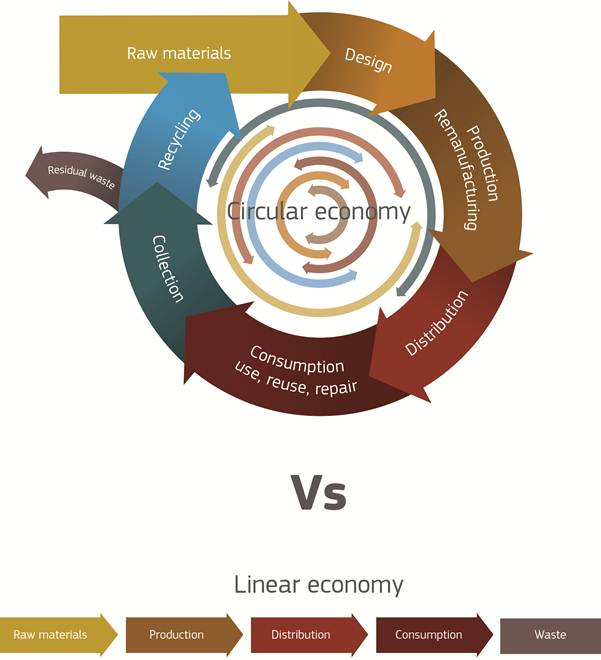 Raw materials
Design
Production
Remanufacturing
Distribution
Consumption
use, reuse, repair
Collection
Recycling
Residual waste
Circular economy
Vs
Linear economy
Raw materials
Production
Distribution
Consumption
Waste